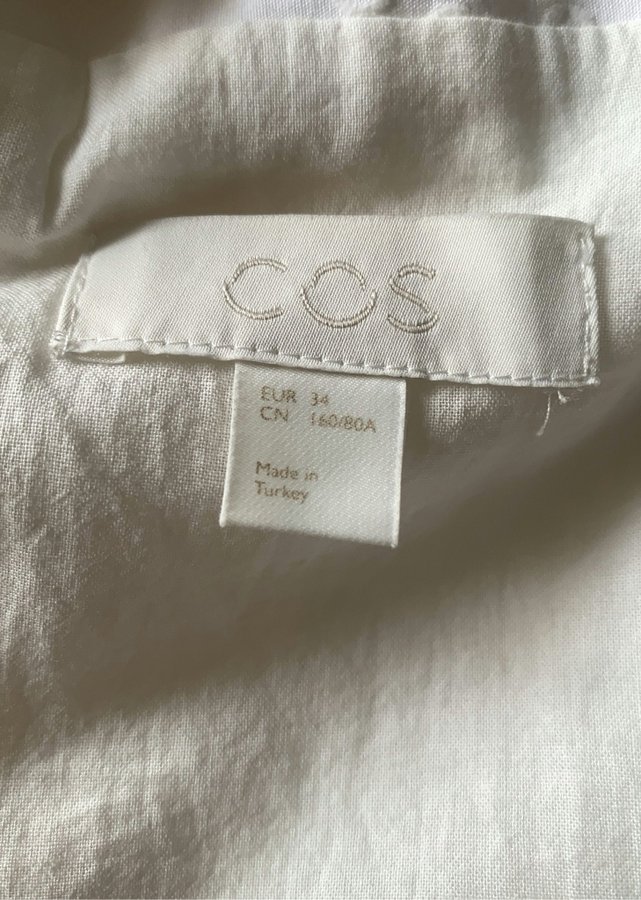 COS
EUR 34
CN 160/80A
Made in
Turkey